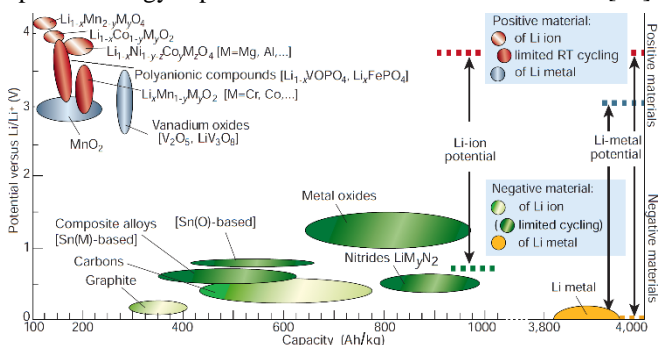 Li₁₋ₓMn₂₋yMyO₄
Li₁₋ₓCo₁₋yMyO₂
Li₁₋ₓNi₁₋y₋zCoyMzO₄ [M=Mg, Al,...]
Polyanionic compounds [Li₁₋ₓVOPO₄, LiₓFePO₄]
LiₓMn₁₋yMyO₂ [M=Cr, Co,...]
Vanadium oxides
[V₂O₅, LiV₃O₈]
MnO₂
Positive material:
of Li ion
limited RT cycling
of Li metal
Li-ion
potential
Li-metal
potential
Positive materials
Negative materials
Negative material:
of Li ion
(limited cycling)
of Li metal
Metal oxides
Composite alloys
[Sn(M)-based]
[Sn(O)-based]
Carbons
Graphite
Nitrides LiMyN₂
Li metal
Potential versus Li/Li⁺ (V)
4
3
2
1
0
100 200 400 600 800 1000 3,800 4,000
Capacity [Ah/kg]